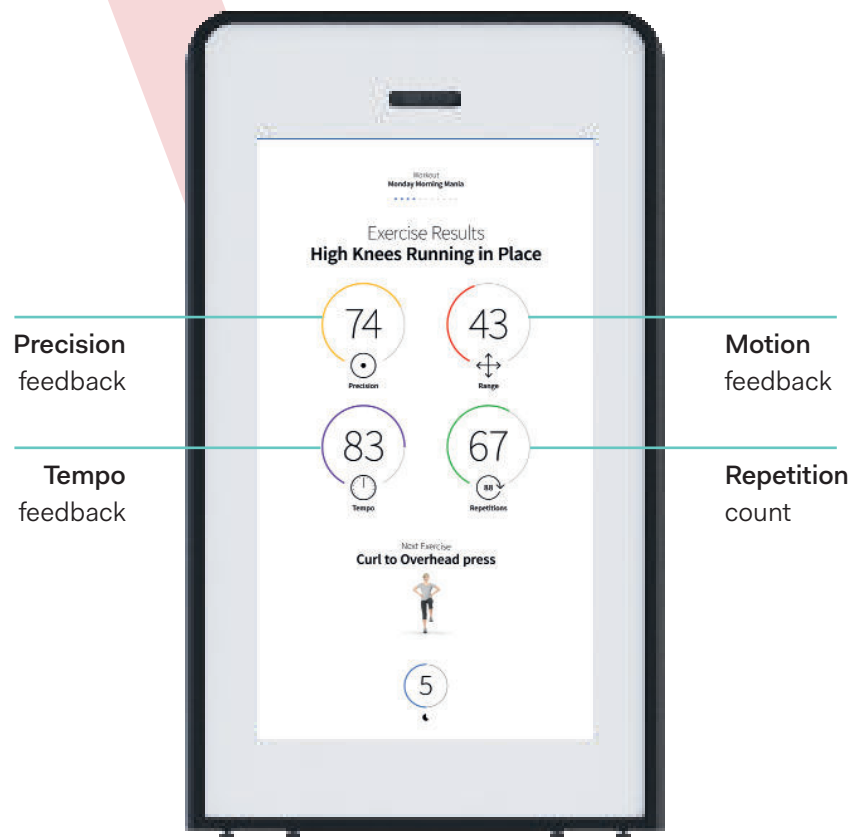 Workout
Monday Morning Mania
Exercise Results
High Knees Running in Place
74
Precision
43
Range
83
Tempo
67
88
Repetitions
Next Exercise
Curl to Overhead press
5
Precision
feedback
Tempo
feedback
Motion
feedback
Repetition
count